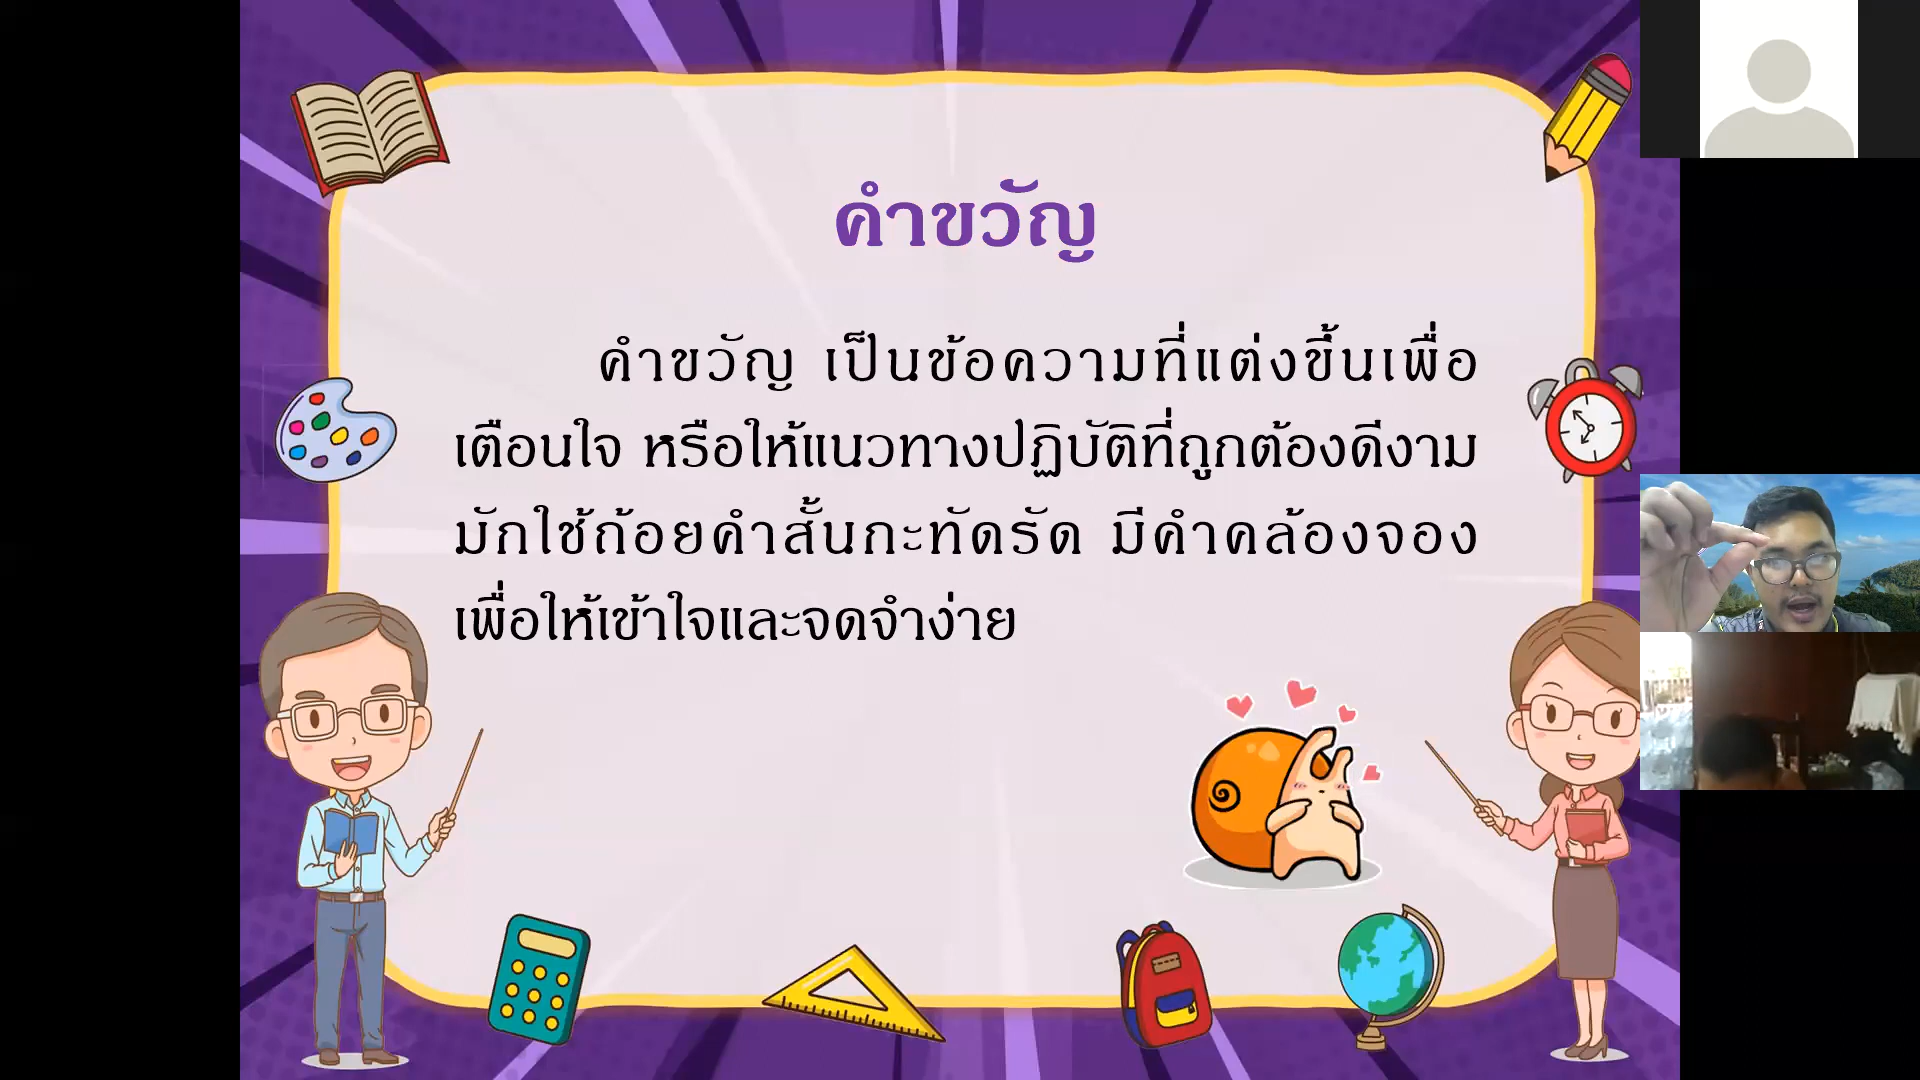 คำขวัญ
คำขวัญ เป็นข้อความที่แต่งขึ้นเพื่อ
เตือนใจ หรือให้แนวทางปฏิบัติที่ถูกต้องดีงาม
มักใช้ถ้อยคำสั้นกะทัดรัด มีคำคล้องจอง
เพื่อให้เข้าใจและจดจำง่าย